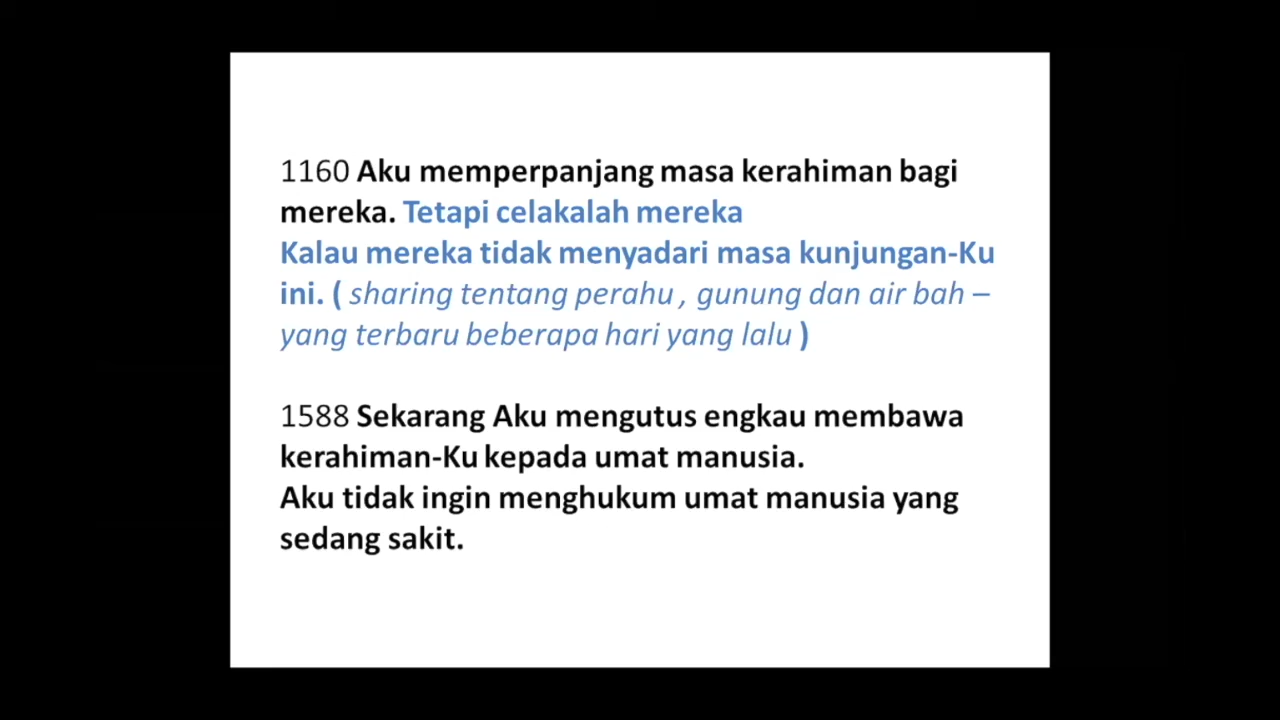 1160 Aku memperpanjang masa kerahiman bagi
mereka. Tetapi celakalah mereka
Kalau mereka tidak menyadari masa kunjungan-Ku
ini. ( sharing tentang perahu , gunung dan air bah –
yang terbaru beberapa hari yang lalu )
1588 Sekarang Aku mengutus engkau membawa
kerahiman-Ku kepada umat manusia.
Aku tidak ingin menghukum umat manusia yang
sedang sakit.